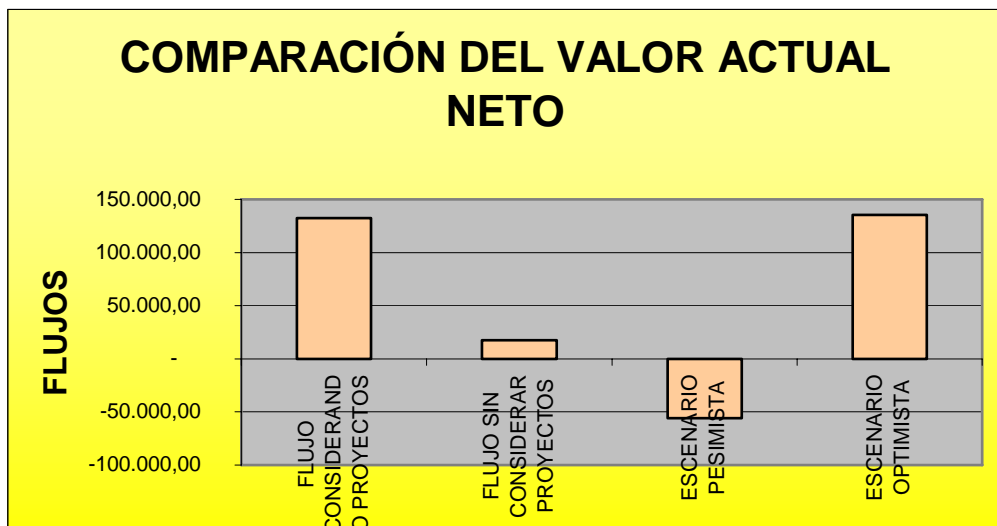 COMPARACIÓN DEL VALOR ACTUAL
NETO
FLUJOS
150.000,00
100.000,00
50.000,00
-
-50.000,00
-100.000,00
FLUJO
CONSIDERAND
O PROYECTOS
FLUJO SIN
CONSIDERAR
PROYECTOS
ESCENARIO
PESIMISTA
ESCENARIO
OPTIMISTA